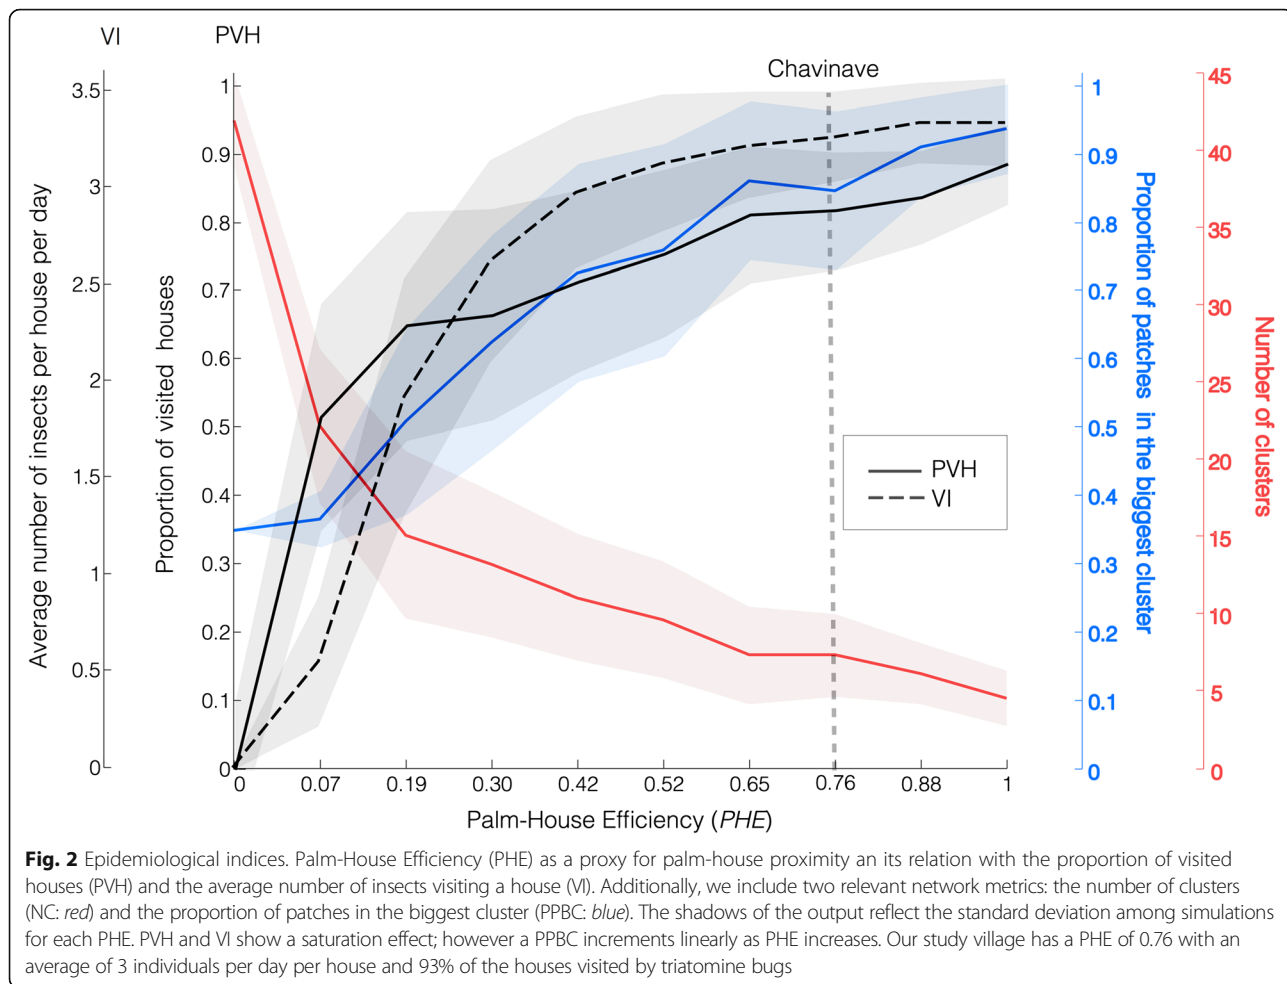 VI
PVH
Chavinave
3.5
3
2.5
2
1.5
1
0.5
0
Average number of insects per house per day
1
0.9
0.8
0.7
0.6
0.5
0.4
0.3
0.2
0.1
0
Proportion of visited houses
1
0.9
0.8
0.7
0.6
0.5
0.4
0.3
0.2
0.1
0
Proportion of patches in the biggest cluster
45
40
35
30
25
20
15
10
5
0
Number of clusters
PVH
VI
0 0.07 0.19 0.30 0.42 0.52 0.65 0.76 0.88 1
Palm-House Efficiency (PHE)
Fig. 2 Epidemiological indices. Palm-House Efficiency (PHE) as a proxy for palm-house proximity an its relation with the proportion of visited
houses (PVH) and the average number of insects visiting a house (VI). Additionally, we include two relevant network metrics: the number of clusters
(NC: red) and the proportion of patches in the biggest cluster (PPBC: blue). The shadows of the output reflect the standard deviation among simulations
for each PHE. PVH and VI show a saturation effect; however a PPBC increments linearly as PHE increases. Our study village has a PHE of 0.76 with an
average of 3 individuals per day per house and 93% of the houses visited by triatomine bugs